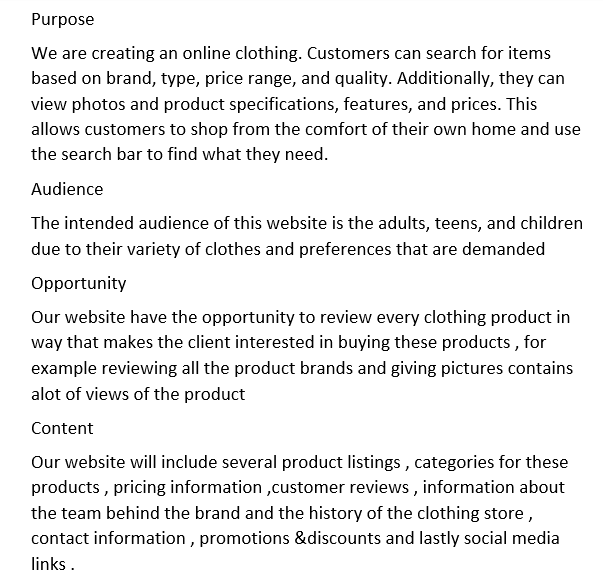 Purpose
We are creating an online clothing. Customers can search for items
based on brand, type, price range, and quality. Additionally, they can
view photos and product specifications, features, and prices. This
allows customers to shop from the comfort of their own home and use
the search bar to find what they need.
Audience
The intended audience of this website is the adults, teens, and children
due to their variety of clothes and preferences that are demanded
Opportunity
Our website have the opportunity to review every clothing product in
way that makes the client interested in buying these products , for
example reviewing all the product brands and giving pictures contains
alot of views of the product
Content
Our website will include several product listings , categories for these
products , pricing information ,customer reviews , information about
the team behind the brand and the history of the clothing store ,
contact information , promotions &discounts and lastly social media
links .